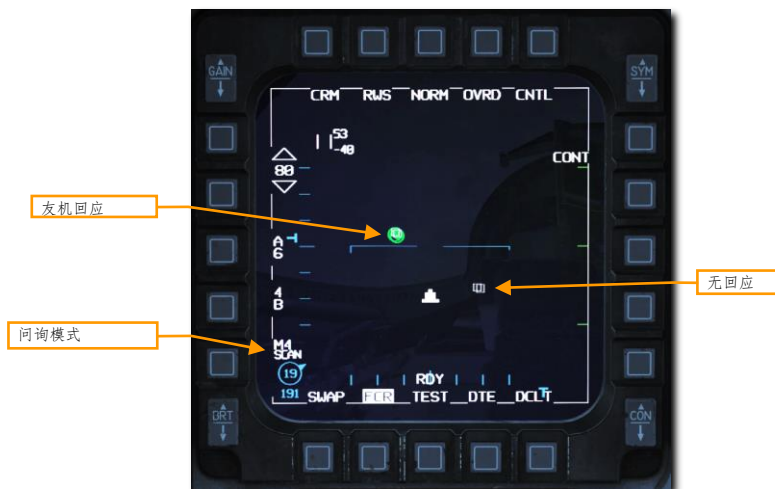 GAIN
SYM
CRM RWS NORM OVRD CNTL
53
-40
CONT
80
友机回应
A
6
无回应
4
B
问询模式
M4
SCAN
19
191
RDY
SWAP FCR TEST DTE DCLT
BRT
CON